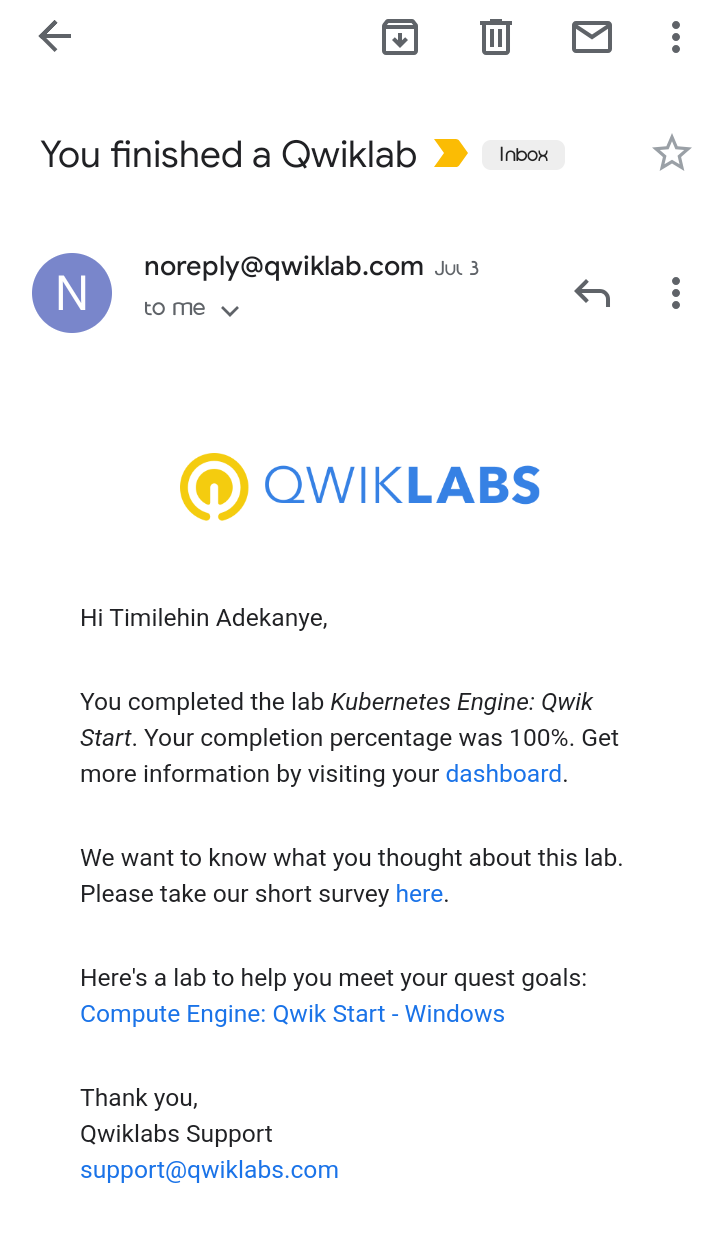 You finished a Qwiklab Inbox
noreply@qwiklab.com Jul 3
N
to me
QWIKLABS
Hi Timilehin Adekanye,
You completed the lab Kubernetes Engine: Qwik
Start. Your completion percentage was 100%. Get
more information by visiting your dashboard.
We want to know what you thought about this lab.
Please take our short survey here.
Here's a lab to help you meet your quest goals:
Compute Engine: Qwik Start - Windows
Thank you,
Qwiklabs Support
support@qwiklabs.com